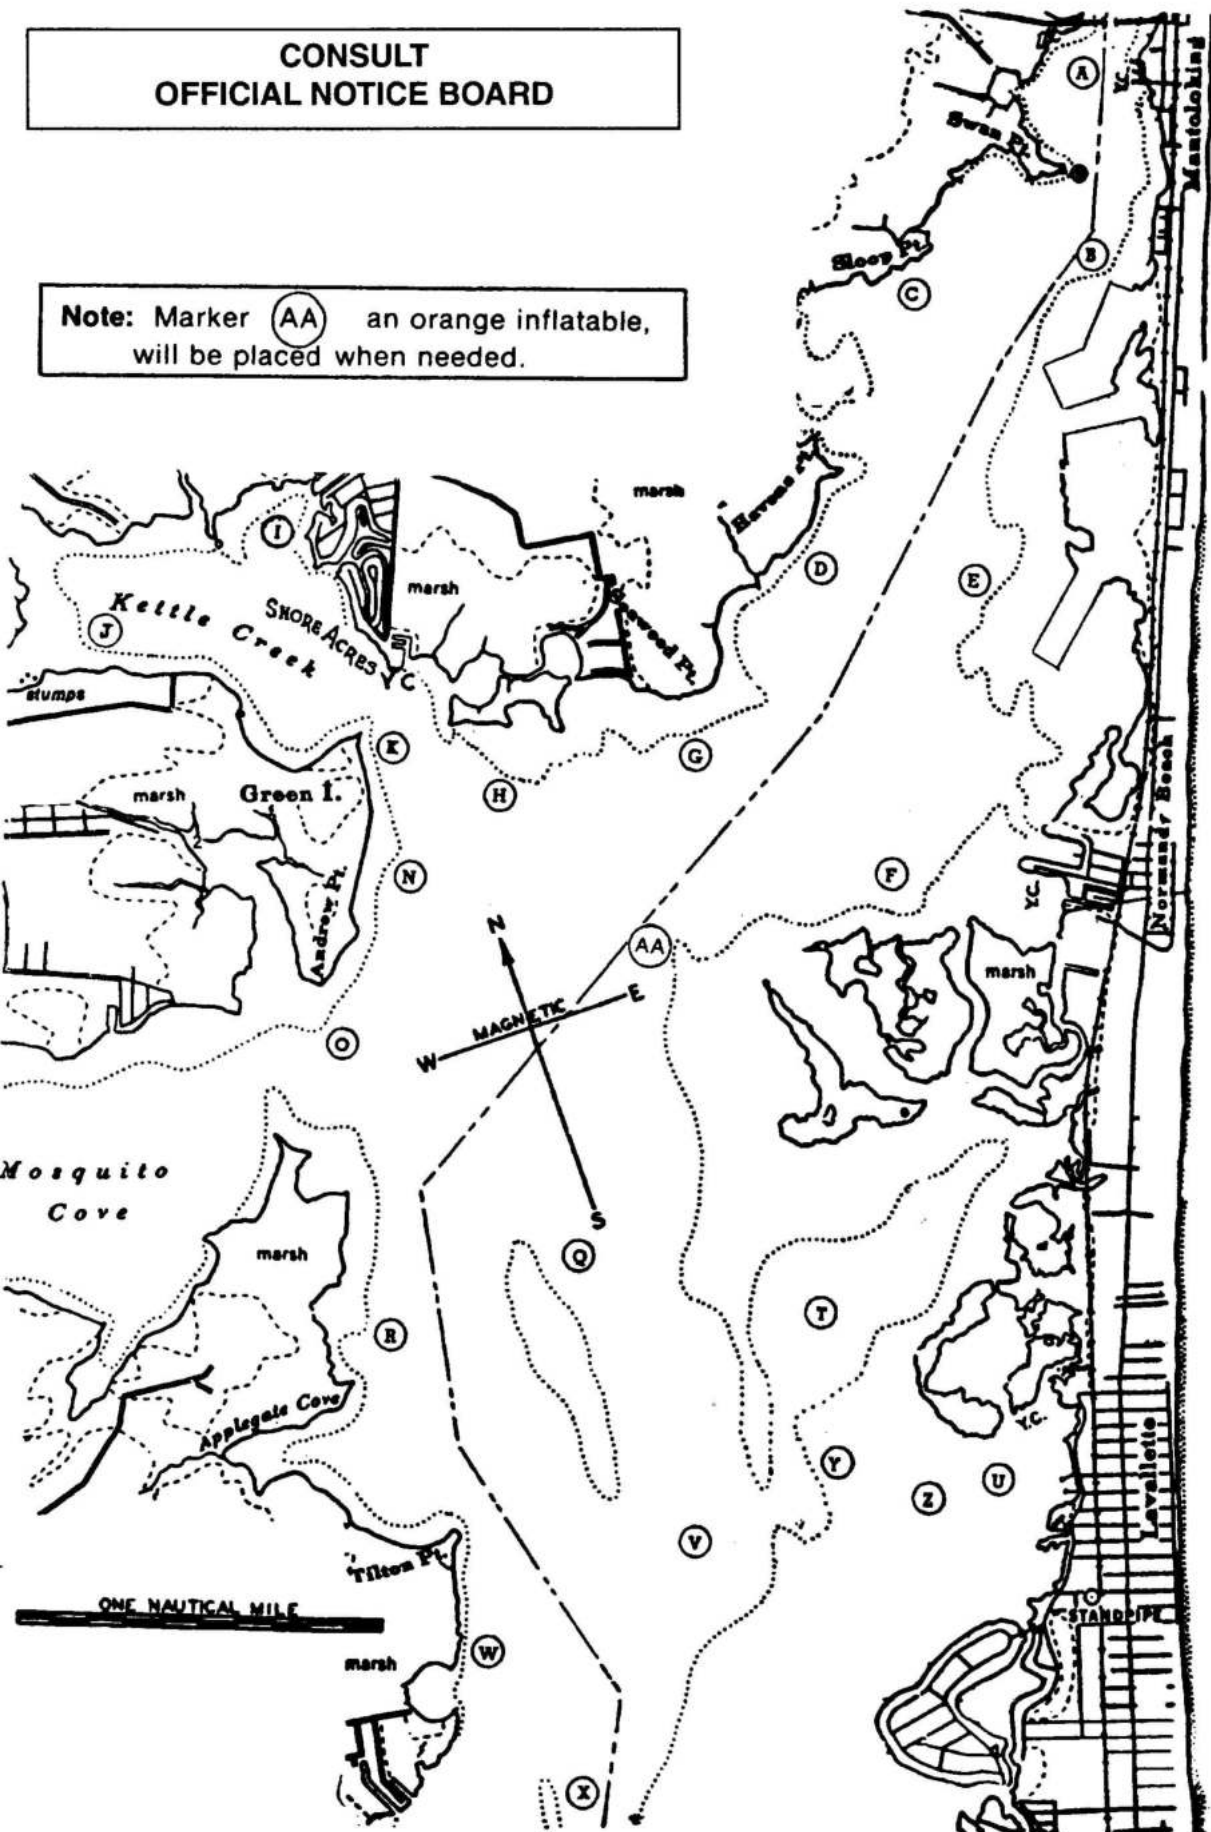 CONSULT
OFFICIAL NOTICE BOARD
A
Y.C.
Mantoloking
Swan Pt.
B
Sloop Pt.
C
Note: Marker AA an orange inflatable,
will be placed when needed.
marsh
Havens
I
D
marsh
E
Kettle
Creek
SHORE ACRES
Y C
J
stumps
K
G
H
marsh
Green I.
Normandy Beach
N
F
Y.C.
Andrew Pt.
N
AA
marsh
E
MAGNETIC
W
O
Mosquito
Cove
S
marsh
Q
T
R
Applegate Cove
Y.C.
Lavallette
Y
U
Z
V
Tilton Pt.
ONE NAUTICAL MILE
STANDPIPE
W
marsh
X